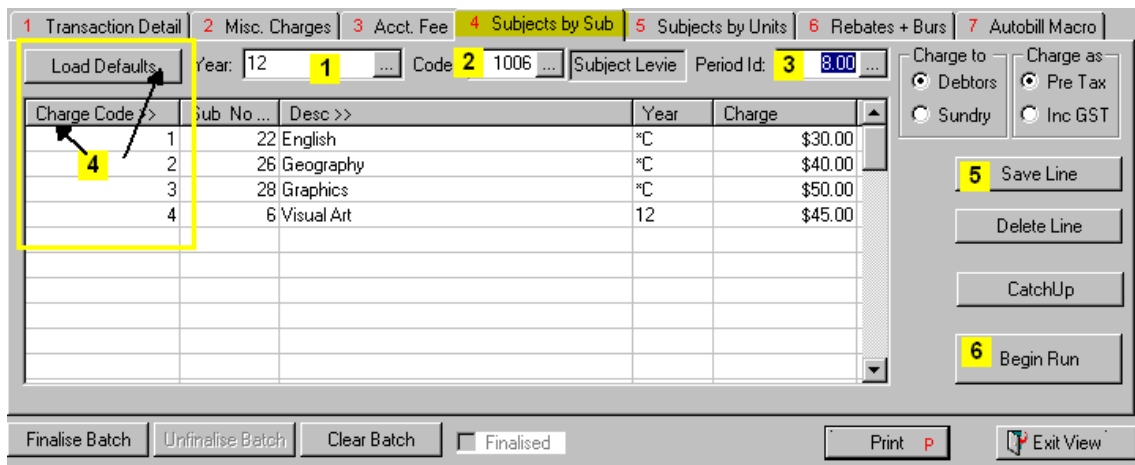 1 Transaction Detail 2 Misc. Charges 3 Acct. Fee 4 Subjects by Sub 5 Subjects by Units 6 Rebates + Burs 7 Autobill Macro
Load Defaults Year: 12 1 ... Code 2 1006 ... Subject Levie Period Id: 3 8.00 ...
Charge to Charge as
Debtors Pre Tax
Sundry Inc GST
Charge Code >> Sub No ... Desc >> Year Charge
1 22 English *C $30.00
2 26 Geography *C $40.00
3 28 Graphics *C $50.00
4 6 Visual Art 12 $45.00
4
5 Save Line
Delete Line
CatchUp
6 Begin Run
Finalise Batch Unfinalise Batch Clear Batch Finalised Print P Exit View